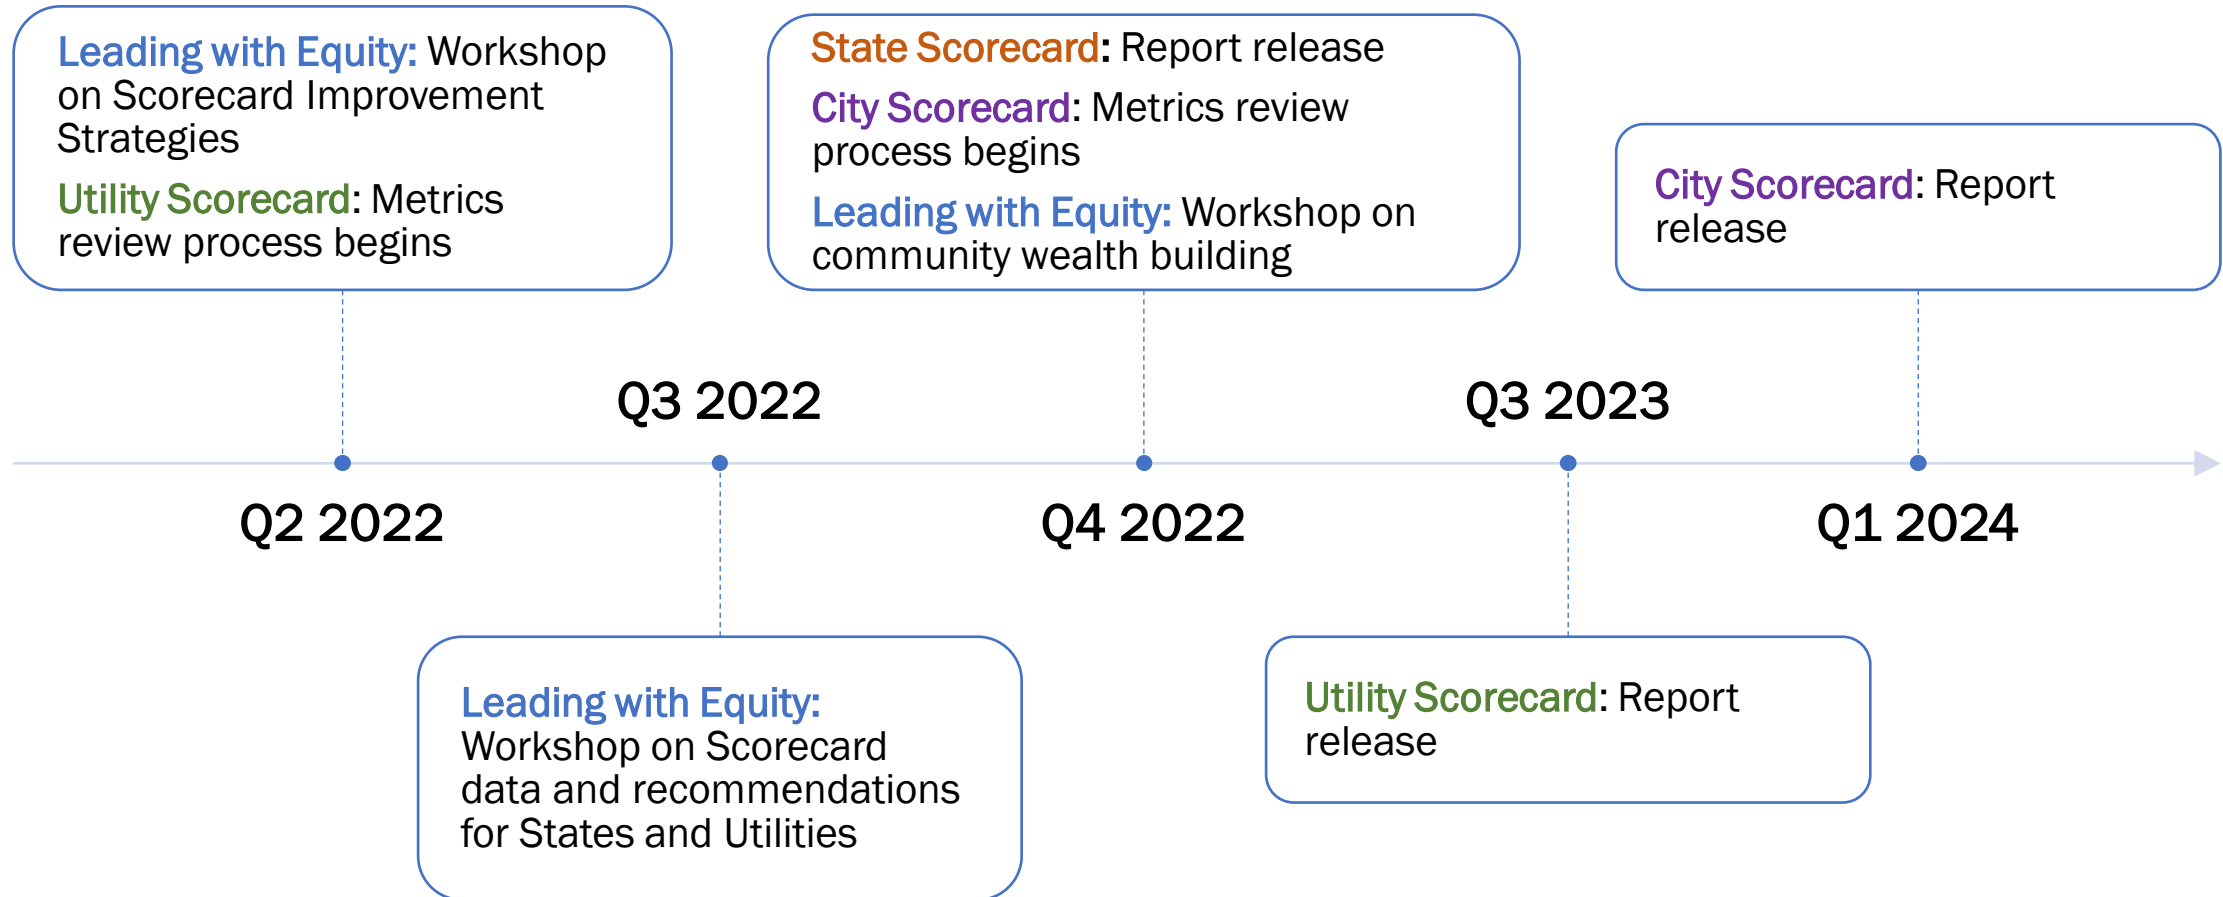 Leading with Equity: Workshop
on Scorecard Improvement
Strategies
Utility Scorecard: Metrics
review process begins
State Scorecard: Report release
City Scorecard: Metrics review
process begins
Leading with Equity: Workshop on
community wealth building
City Scorecard: Report
release
Q3 2022
Q3 2023
Q2 2022
Q4 2022
Q1 2024
Leading with Equity:
Workshop on Scorecard
data and recommendations
for States and Utilities
Utility Scorecard: Report
release